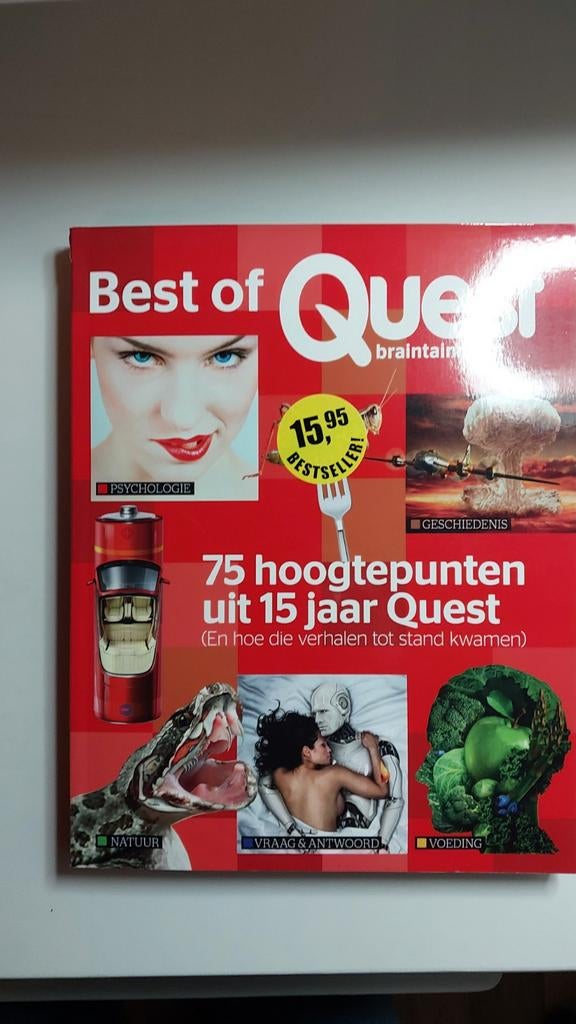 Best of Quest
PSYCHOLOGIE
15,95
BESTSELLER!
GESCHIEDENIS
75 hoogtepunten
uit 15 jaar Quest
(En hoe die verhalen tot stand kwamen)
NATUUR
VRAAG & ANTWOORD
VOEDING